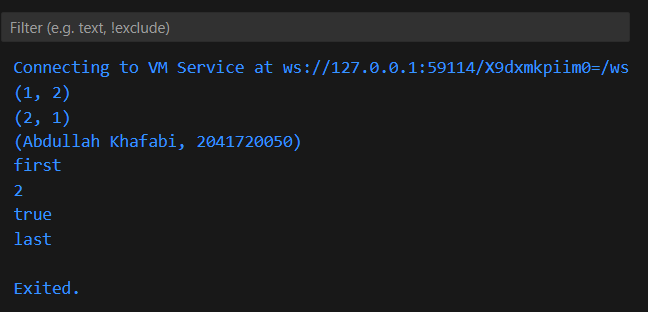 Filter (e.g. text, !exclude)
Connecting to VM Service at ws://127.0.0.1:59114/X9dxmkpiim0=/ws
(1, 2)
(2, 1)
(Abdullah Khafabi, 2041720050)
first
2
true
last
Exited.